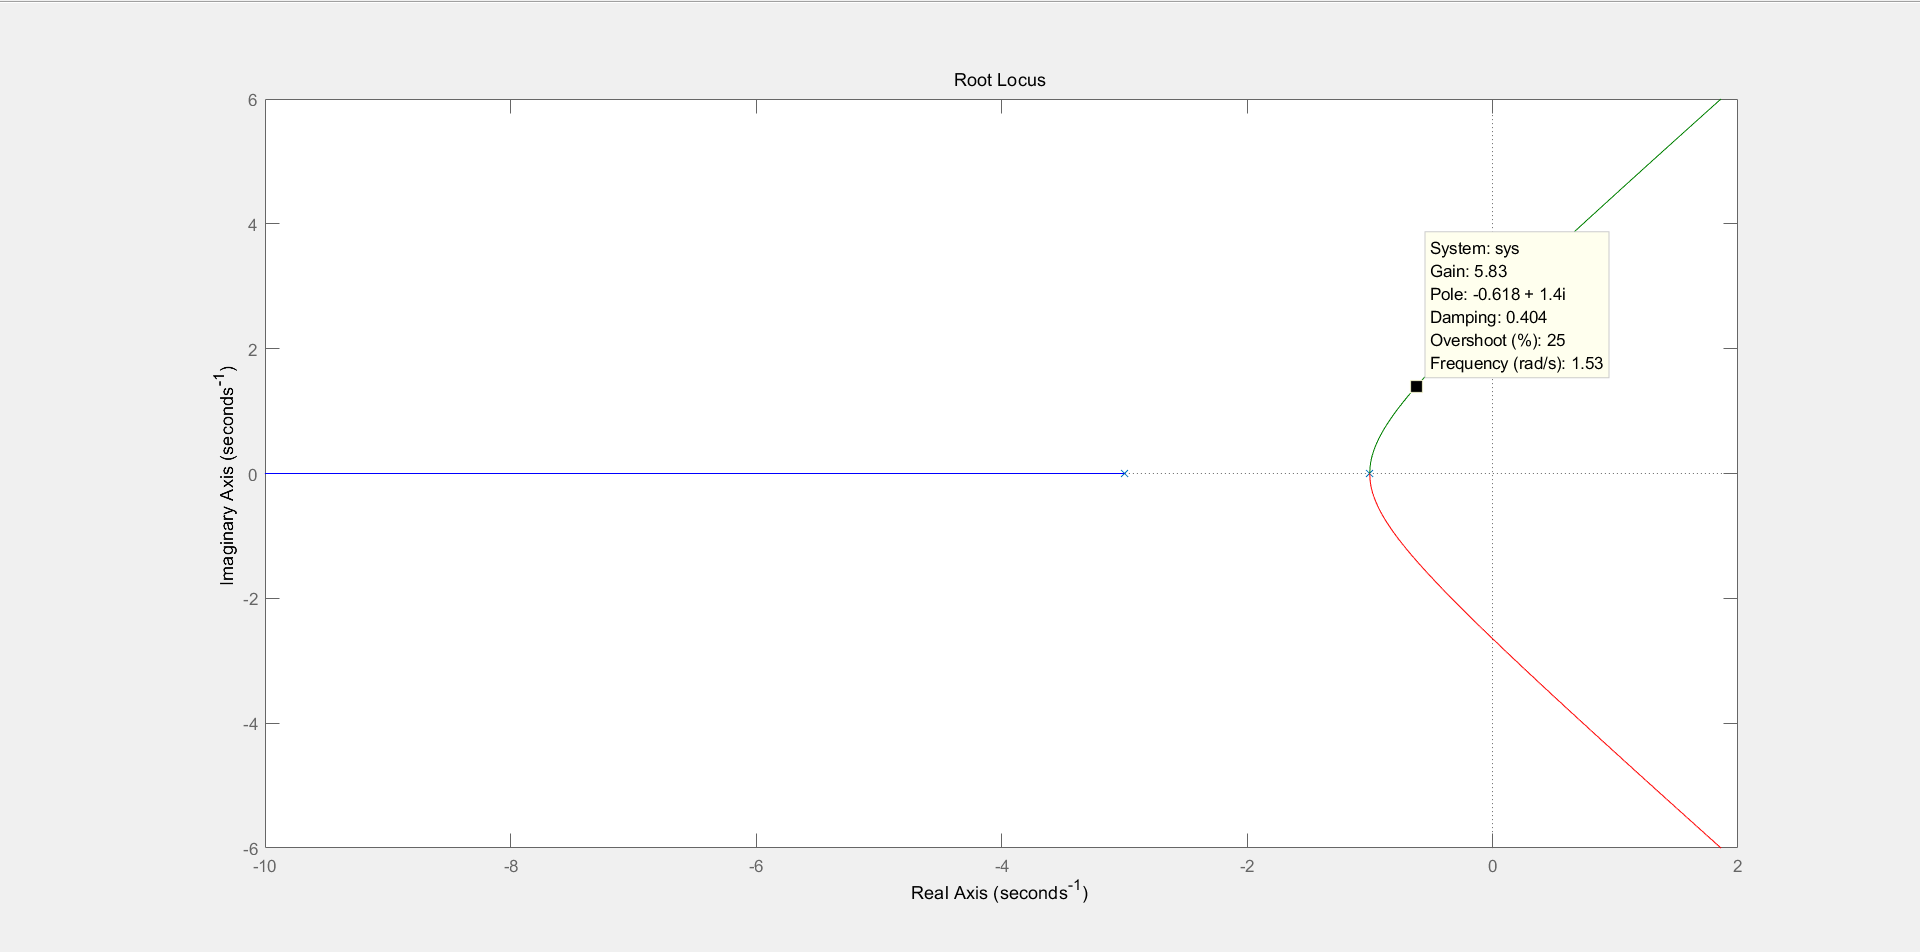 Root Locus
6
4
2
0
-2
-4
-6
Imaginary Axis (seconds-1)
System: sys
Gain: 5.83
Pole: -0.618 + 1.4i
Damping: 0.404
Overshoot (%): 25
Frequency (rad/s): 1.53
-10 -8 -6 -4 -2 0 2
Real Axis (seconds-1)